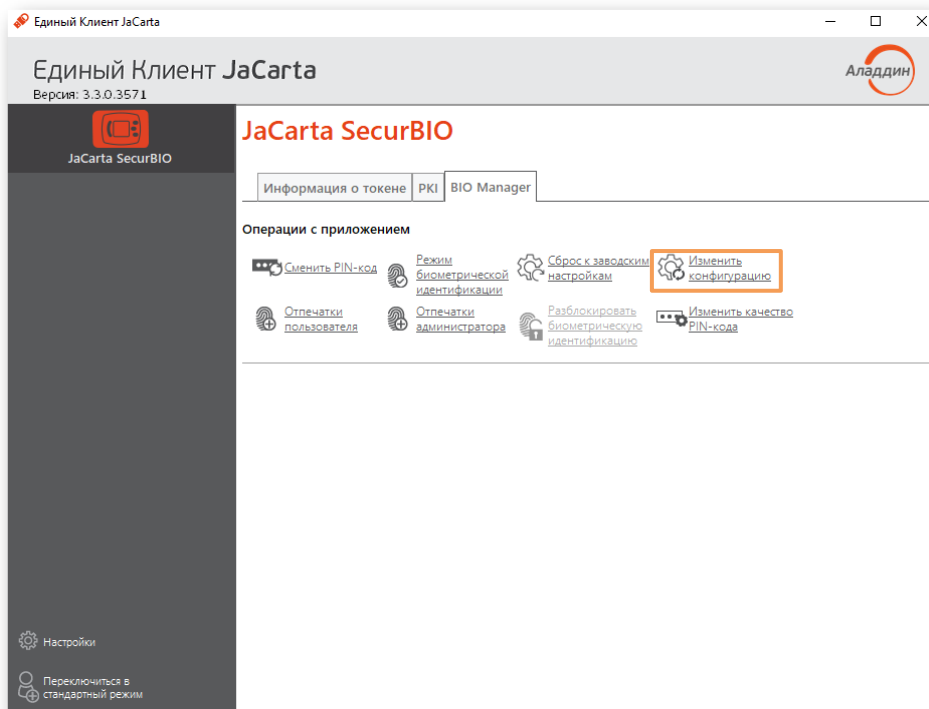 Единый Клиент JaCarta
Единый Клиент JaCarta
Версия: 3.3.0.3571
Аладдин
JaCarta SecurBIO
JaCarta SecurBIO
Информация о токене
PKI
BIO Manager
Операции с приложением
Сменить PIN-код
Режим
биометрической
идентификации
Сброс к заводским
настройкам
Изменить
конфигурацию
Отпечатки
пользователя
Отпечатки
администратора
Разблокировать
биометрическую
идентификацию
Изменить качество
PIN-кода
Настройки
Переключиться в
стандартный режим